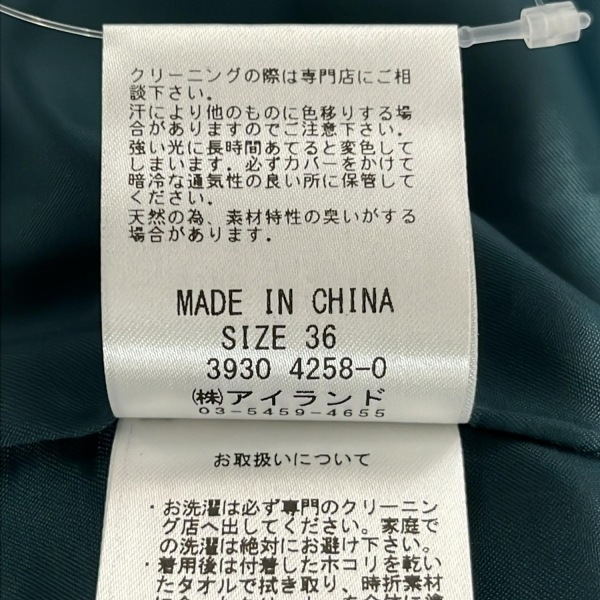 クリーニングの際は専門店にご相
談下さい。
汗により他のものに色移りする場
合がありますのでご注意下さい。
強い光に長時間あてると変色して
しまいます。必ずカバーをかけて
暗冷な通気性の良い所に保管して
ください。
天然の為、素材特性の臭いがする
場合があります。
MADE IN CHINA
SIZE 36
3930 4258-0
㈱アイランド
03-5459-4655
お取扱いについて
・お洗濯は必ず専門のクリーニン
グ店へ出してください。家庭で
の洗濯は絶対にお避け下さい。
・着用後は付着したホコリを乾い
たタオルで拭き取り、時折素材